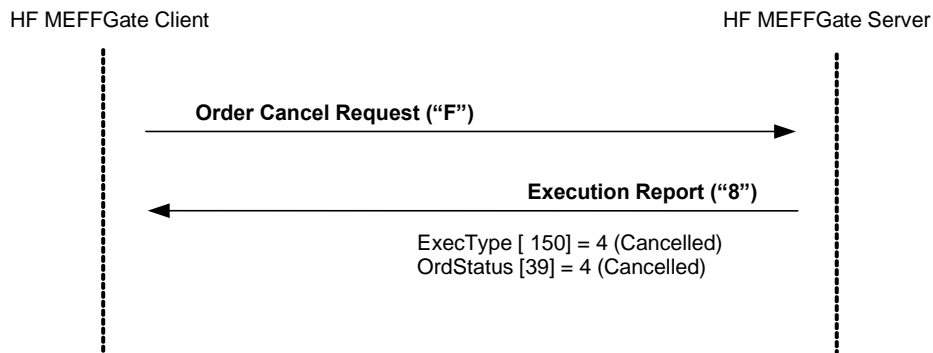 HF MEFFGate Client
HF MEFFGate Server
Order Cancel Request (“F”)
Execution Report (“8”)
ExecType [ 150] = 4 (Cancelled)
OrdStatus [39] = 4 (Cancelled)